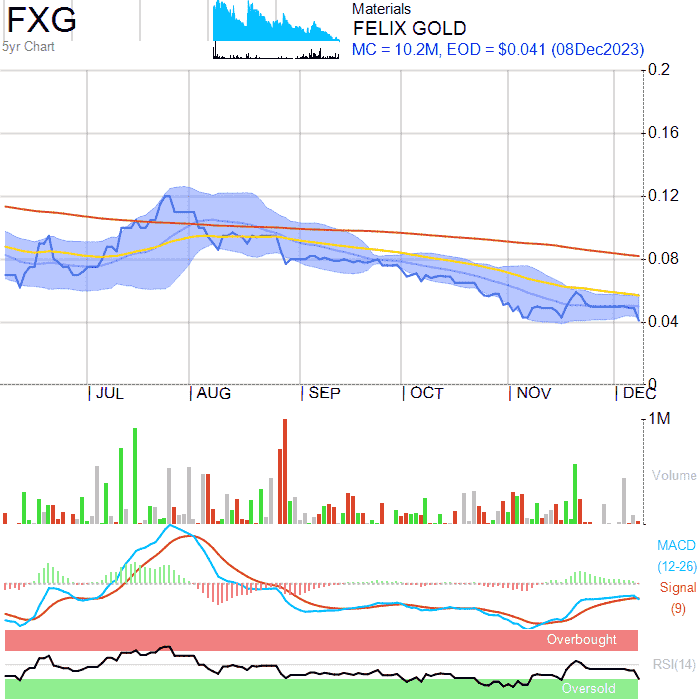 FXG
5yr Chart
Materials
FELIX GOLD
MC = 10.2M, EOD = $0.041 (08Dec2023)
0.2
0.16
0.12
0.08
0.04
0
JUL AUG SEP OCT NOV DEC
1M
Volume
MACD
(12-26)
Signal
(9)
Overbought
RSI(14)
Oversold